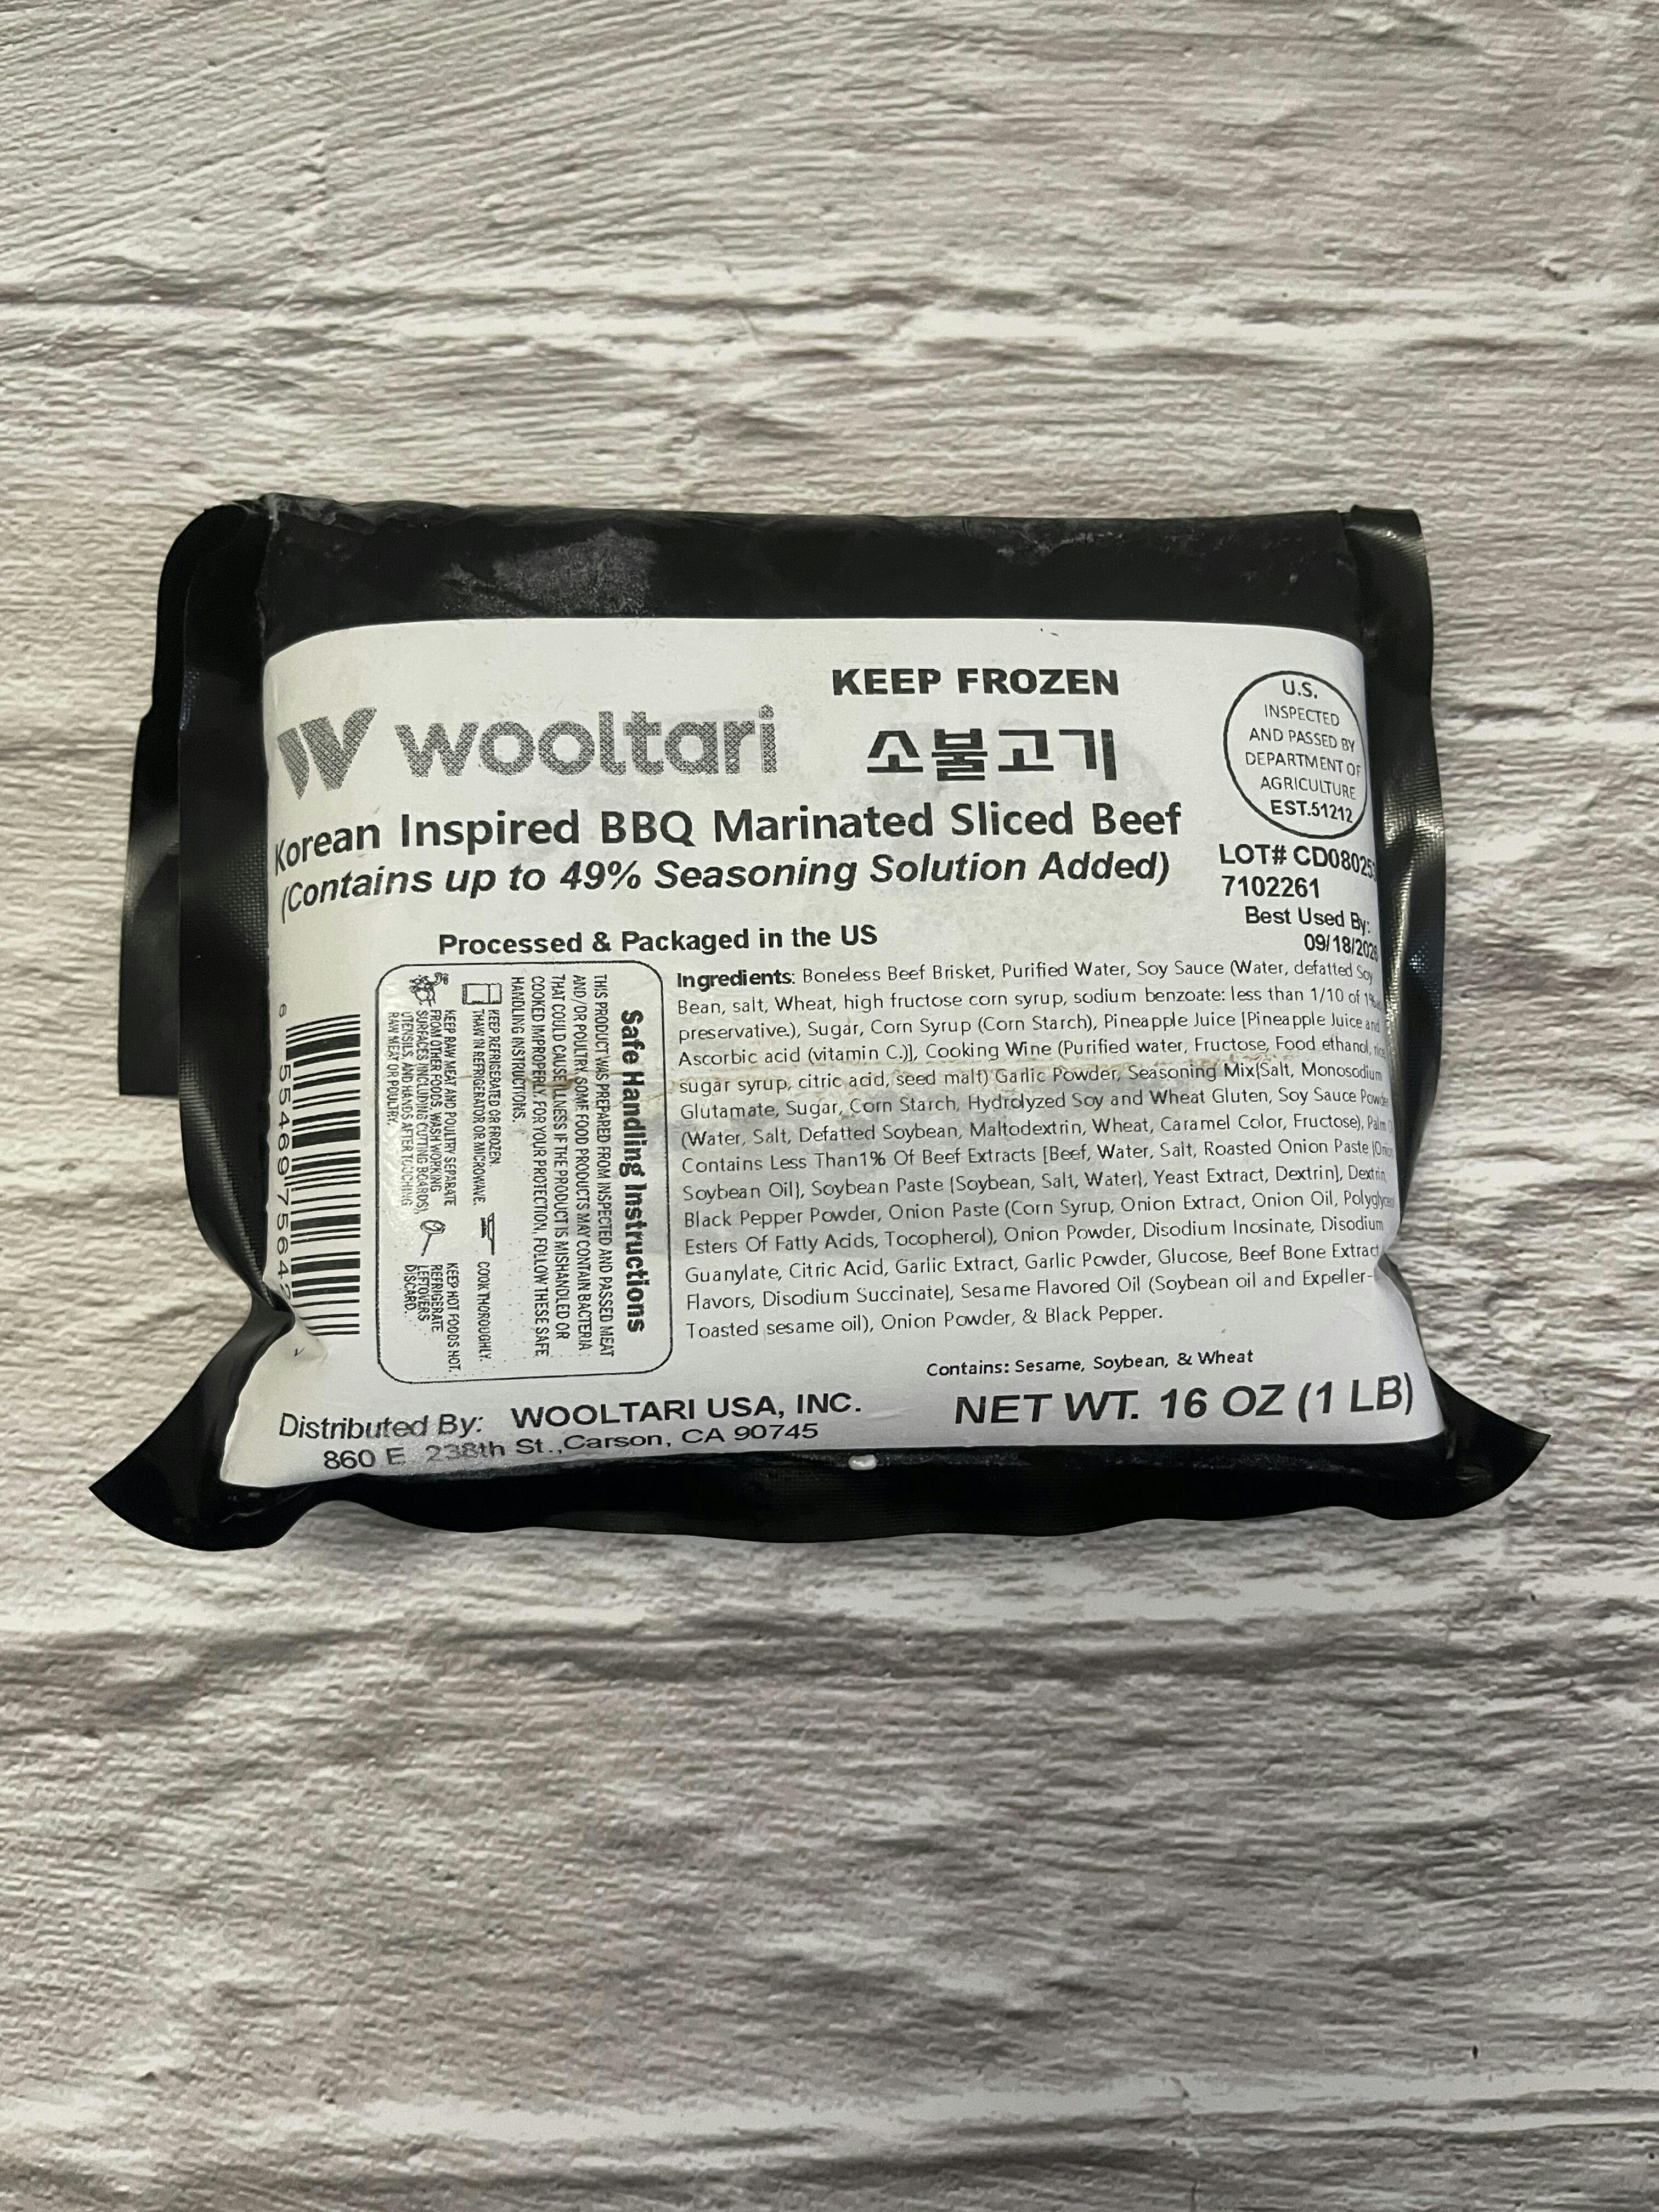 KEEP FROZEN
wooltari
소불고기
Korean Inspired BBQ Marinated Sliced Beef
(Contains up to 49% Seasoning Solution Added)
U.S.
INSPECTED
AND PASSED BY
DEPARTMENT OF
AGRICULTURE
EST.51212
LOT# CD08025
7102261
Best Used By:
09/18/2026
Processed & Packaged in the US
Ingredients: Boneless Beef Brisket, Purified Water, Soy Sauce (Water, defatted Soy
Bean, salt, Wheat, high fructose corn syrup, sodium benzoate: less than 1/10 of 1%
preservative.), Sugar, Corn Syrup (Corn Starch), Pineapple Juice [Pineapple Juice and
Ascorbic acid (vitamin C.)], Cooking Wine (Purified water, Fructose, Food ethanol, rice
sugar syrup, citric acid, seed malt) Garlic Powder, Seasoning Mix{Salt, Monosodium
Glutamate, Sugar, Corn Starch, Hydrolyzed Soy and Wheat Gluten, Soy Sauce Powder
(Water, Salt, Defatted Soybean, Maltodextrin, Wheat, Caramel Color, Fructose), Palm
Contains Less Than1% Of Beef Extracts [Beef, Water, Salt, Roasted Onion Paste
Soybean Oil}, Soybean Paste {Soybean, Salt, Water}, Yeast Extract, Dextrin], Dextrin,
Black Pepper Powder, Onion Paste (Corn Syrup, Onion Extract, Onion Oil, Polyglycerol
Esters Of Fatty Acids, Tocopherol), Onion Powder, Disodium Inosinate, Disodium
Guanylate, Citric Acid, Garlic Extract, Garlic Powder, Glucose, Beef Bone Extract
Flavors, Disodium Succinate}, Sesame Flavored Oil (Soybean oil and Expeller-
Toasted sesame oil), Onion Powder, & Black Pepper.
Contains: Sesame, Soybean, & Wheat
NET WT. 16 OZ (1 LB)
Safe Handling Instructions
THIS PRODUCT WAS PREPARED FROM INSPECTED AND PASSED MEAT
AND/OR POULTRY. SOME FOOD PRODUCTS MAY CONTAIN BACTERIA
THAT COULD CAUSE ILLNESS IF THE PRODUCT IS MISHANDLED OR
COOKED IMPROPERLY. FOR YOUR PROTECTION, FOLLOW THESE SAFE
HANDLING INSTRUCTIONS.
KEEP REFRIGERATED OR FROZEN.
THAW IN REFRIGERATOR OR MICROWAVE.
COOK THOROUGHLY.
KEEP RAW MEAT AND POULTRY SEPARATE
FROM OTHER FOODS. WASH WORKING
SURFACES (INCLUDING CUTTING BOARDS),
UTENSILS, AND HANDS AFTER TOUCHING
RAW MEAT OR POULTRY.
KEEP HOT FOODS HOT.
REFRIGERATE
LEFTOVERS
DISCARD.
6 55469 75642
Distributed By: WOOLTARI USA, INC.
860 E 238th St.,Carson, CA 90745